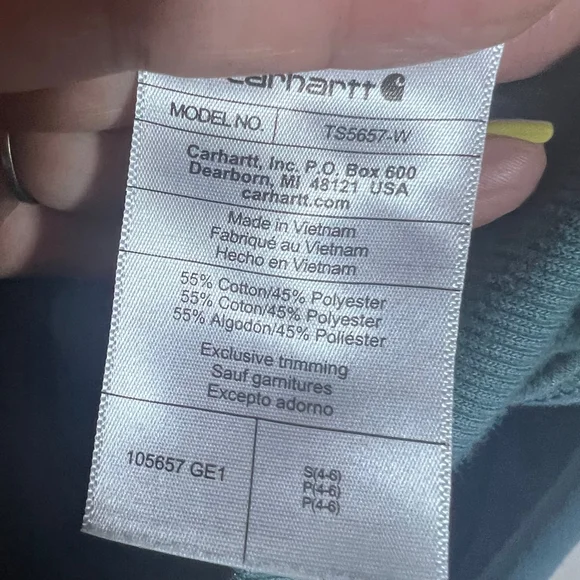 carhartt
MODEL NO. TS5657-W
Carhartt, Inc. P.O. Box 600
Dearborn, MI 48121 USA
carhartt.com
Made in Vietnam
Fabriqué au Vietnam
Hecho en Vietnam
55% Cotton/45% Polyester
55% Coton/45% Polyester
55% Algodón/45% Poliéster
Exclusive trimming
Sauf garnitures
Excepto adorno
105657 GE1
S(4-6)
P(4-6)
P(4-6)